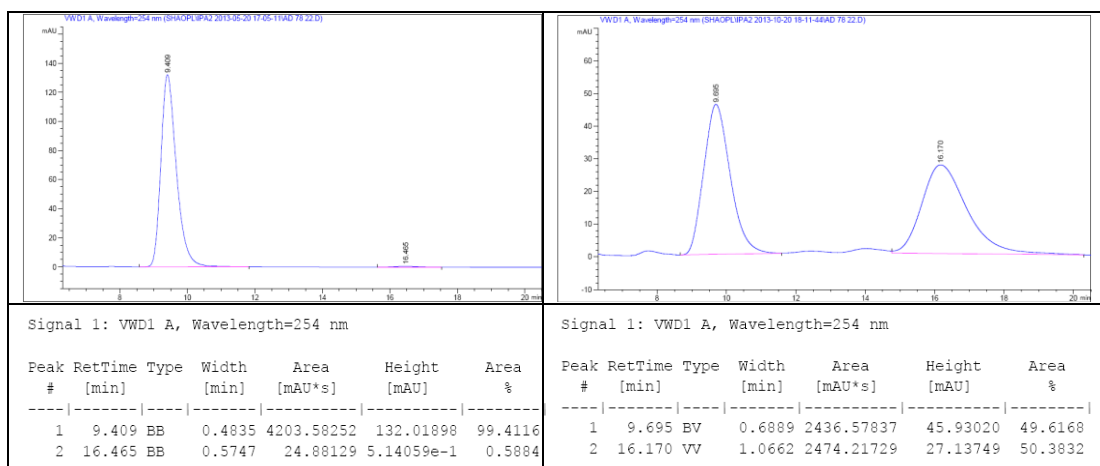 VWD1 A, Wavelength=254 nm (SHAOPL\IPA2 2013-05-20 17-05-11\AD 78 22.D)
mAU
140
120
100
80
60
40
20
0
9.409
16.465
8
10
12
14
16
18
20 min
VWD1 A, Wavelength=254 nm (SHAOPL\IPA2 2013-10-20 18-11-44\AD 78 22.D)
mAU
60
50
40
30
20
10
0
-10
9.695
16.170
8
10
12
14
16
18
20 min
Signal 1: VWD1 A, Wavelength=254 nm
Peak RetTime Type Width Area Height Area
# [min] [min] [mAU*s] [mAU] %
----|-------|----|-------|----------|----------|--------|
1 9.409 BB 0.4835 4203.58252 132.01898 99.4116
2 16.465 BB 0.5747 24.88129 5.14059e-1 0.5884
Signal 1: VWD1 A, Wavelength=254 nm
Peak RetTime Type Width Area Height Area
# [min] [min] [mAU*s] [mAU] %
----|-------|----|-------|----------|----------|--------|
1 9.695 BV 0.6889 2436.57837 45.93020 49.6168
2 16.170 VV 1.0662 2474.21729 27.13749 50.3832